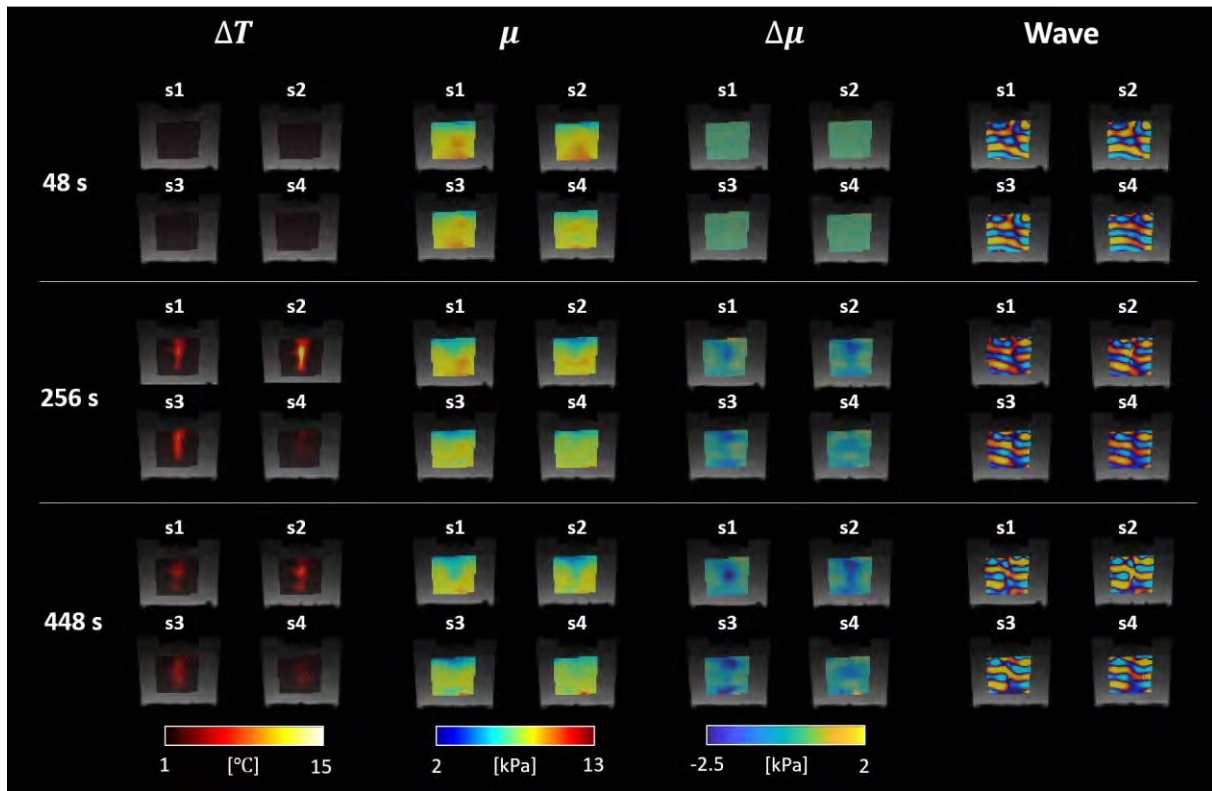 ΔT μ Δμ Wave
s1 s2 s1 s2 s1 s2 s1 s2
48 s
s3 s4 s3 s4 s3 s4 s3 s4
s1 s2 s1 s2 s1 s2 s1 s2
256 s
s3 s4 s3 s4 s3 s4 s3 s4
s1 s2 s1 s2 s1 s2 s1 s2
448 s
s3 s4 s3 s4 s3 s4 s3 s4
1 [°C] 15 2 [kPa] 13 -2.5 [kPa] 2